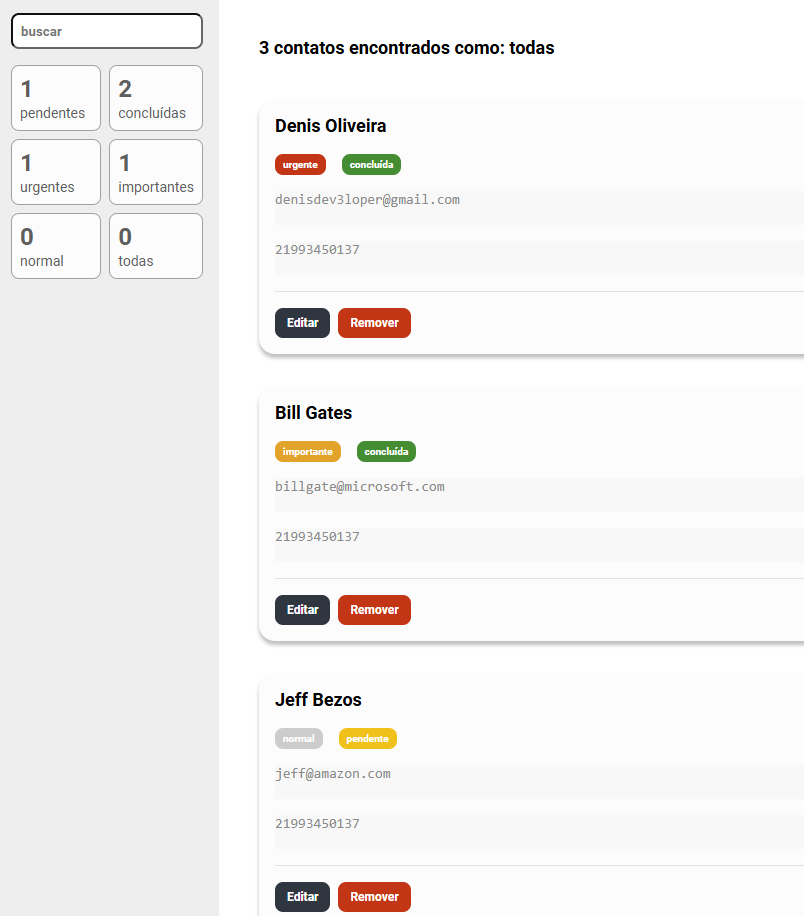 buscar
1
pendentes
2
concluídas
1
urgentes
1
importantes
0
normal
0
todas
3 contatos encontrados como: todas
Denis Oliveira
urgente concluída
denisdev3loper@gmail.com
21993450137
Editar Remover
Bill Gates
importante concluída
billgate@microsoft.com
21993450137
Editar Remover
Jeff Bezos
normal pendente
jeff@amazon.com
21993450137
Editar Remover